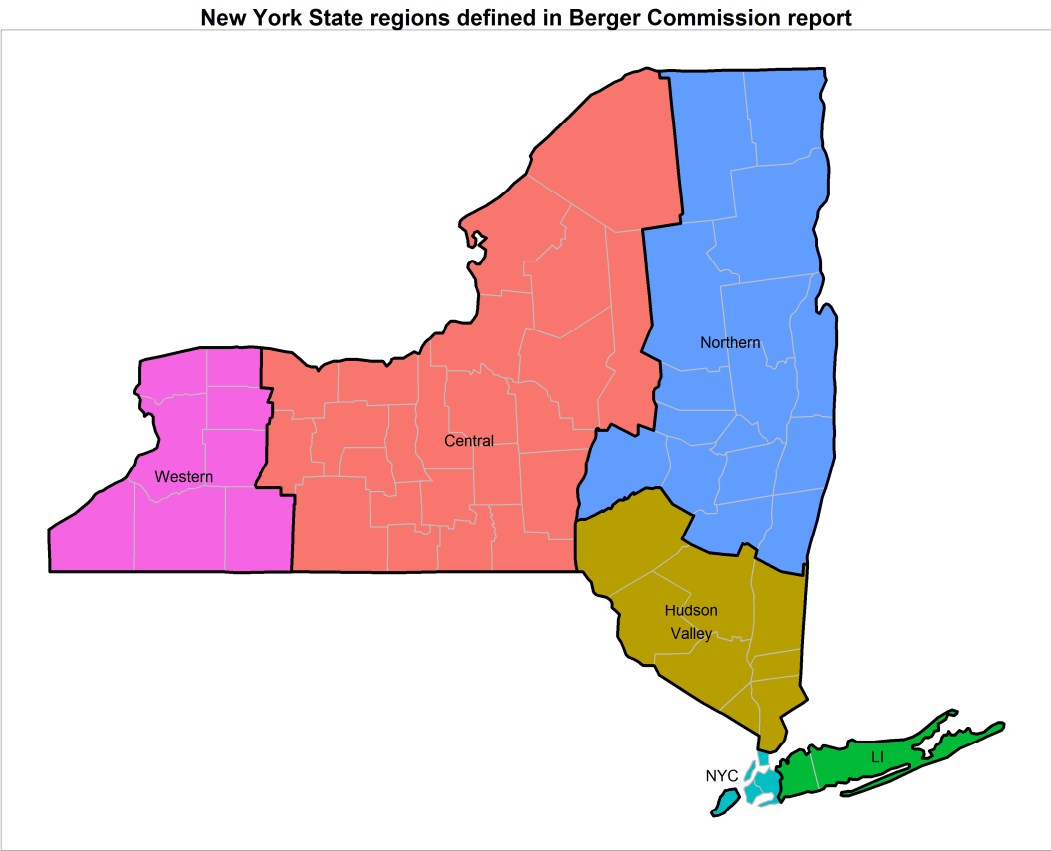 New York State regions defined in Berger Commission report
Northern
Central
Western
Hudson
Valley
LI
NYC